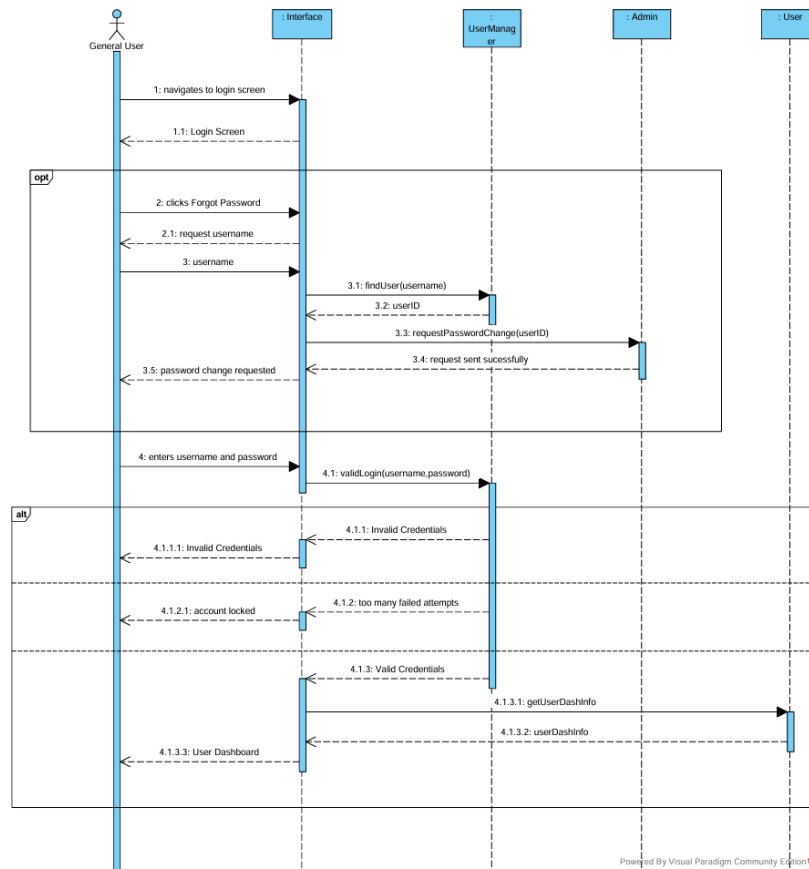 : Interface
:
UserManag
er
: Admin
: User
General User
1: navigates to login screen
1.1: Login Screen
opt
2: clicks Forgot Password
2.1: request username
3: username
3.1: findUser(username)
3.2: userID
3.3: requestPasswordChange(userID)
3.4: request sent sucessfully
3.5: password change requested
4: enters username and password
4.1: validLogin(username,password)
alt
4.1.1: Invalid Credentials
4.1.1.1: Invalid Credentials
4.1.2: too many failed attempts
4.1.2.1: account locked
4.1.3: Valid Credentials
4.1.3.1: getUserDashInfo
4.1.3.2: userDashInfo
4.1.3.3: User Dashboard
Powered By Visual Paradigm Community Edition